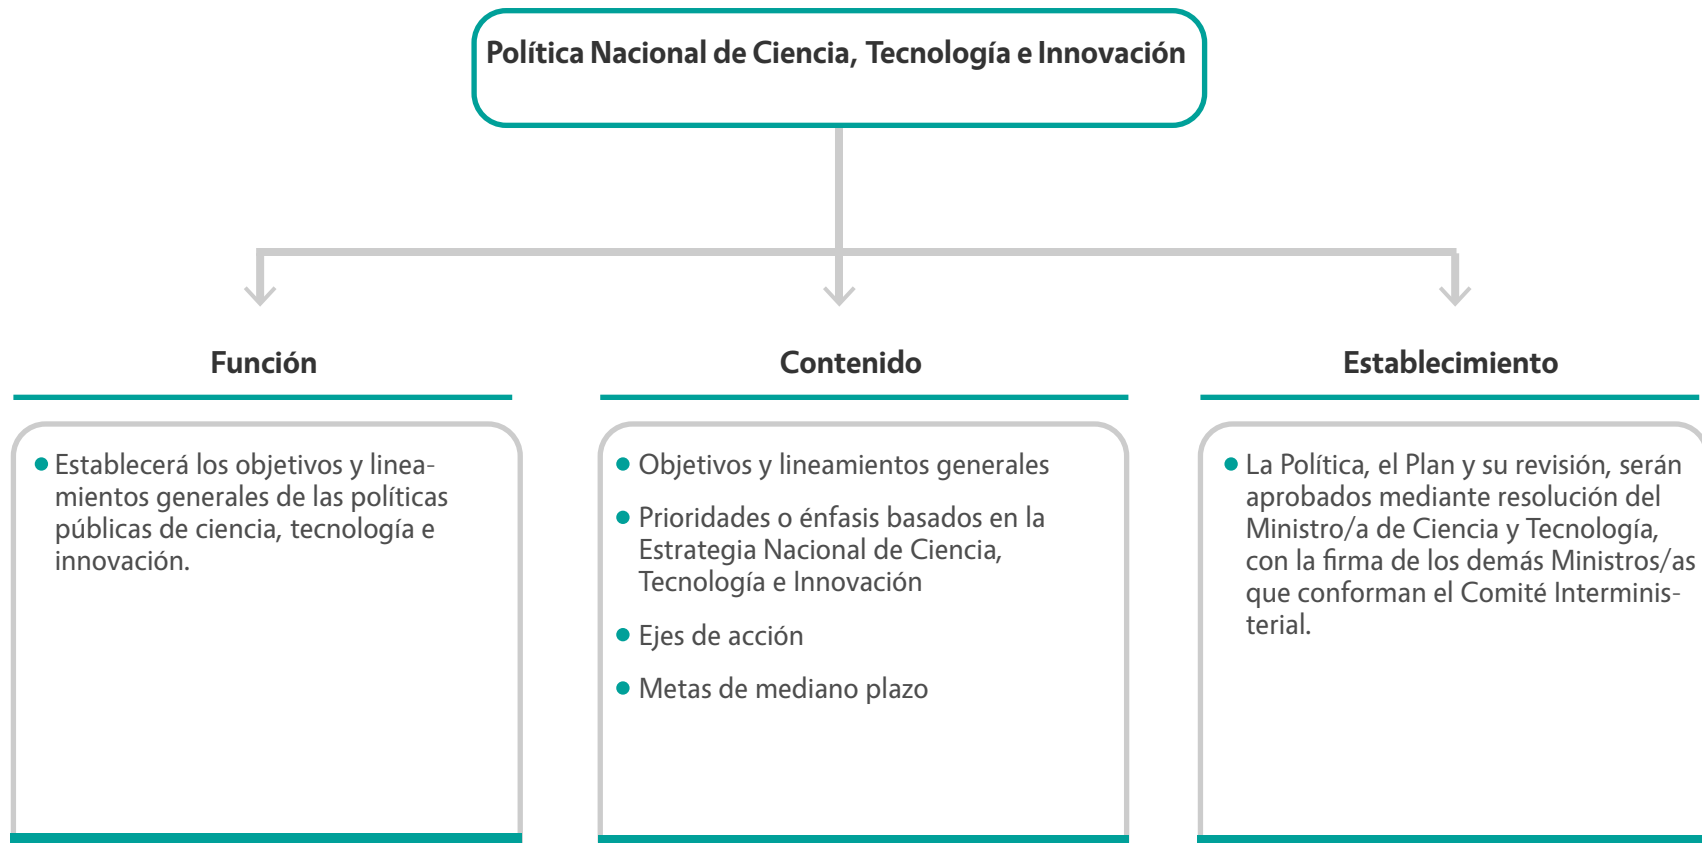 Política Nacional de Ciencia, Tecnología e Innovación
Función
Establecerá los objetivos y linea-
mientos generales de las políticas
públicas de ciencia, tecnología e
innovación.
Contenido
Objetivos y lineamientos generales
Prioridades o énfasis basados en la
Estrategia Nacional de Ciencia,
Tecnología e Innovación
Ejes de acción
Metas de mediano plazo
Establecimiento
La Política, el Plan y su revisión, serán
aprobados mediante resolución del
Ministro/a de Ciencia y Tecnología,
con la firma de los demás Ministros/as
que conforman el Comité Interminis-
terial.